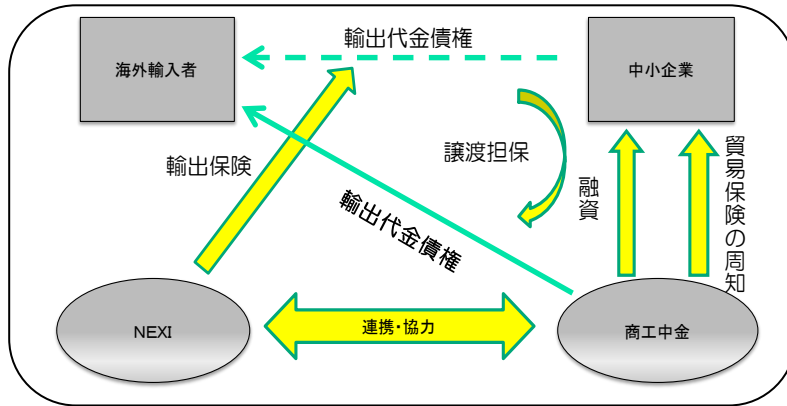 輸出代金債権
海外輸入者
中小企業
輸出保険
譲渡担保
融資
貿易保険の周知
輸出代金債権
NEXI
連携・協力
商工中金